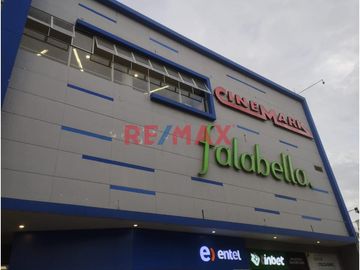 CINEMARK
RE/MAX
falabella.
entel
inbet